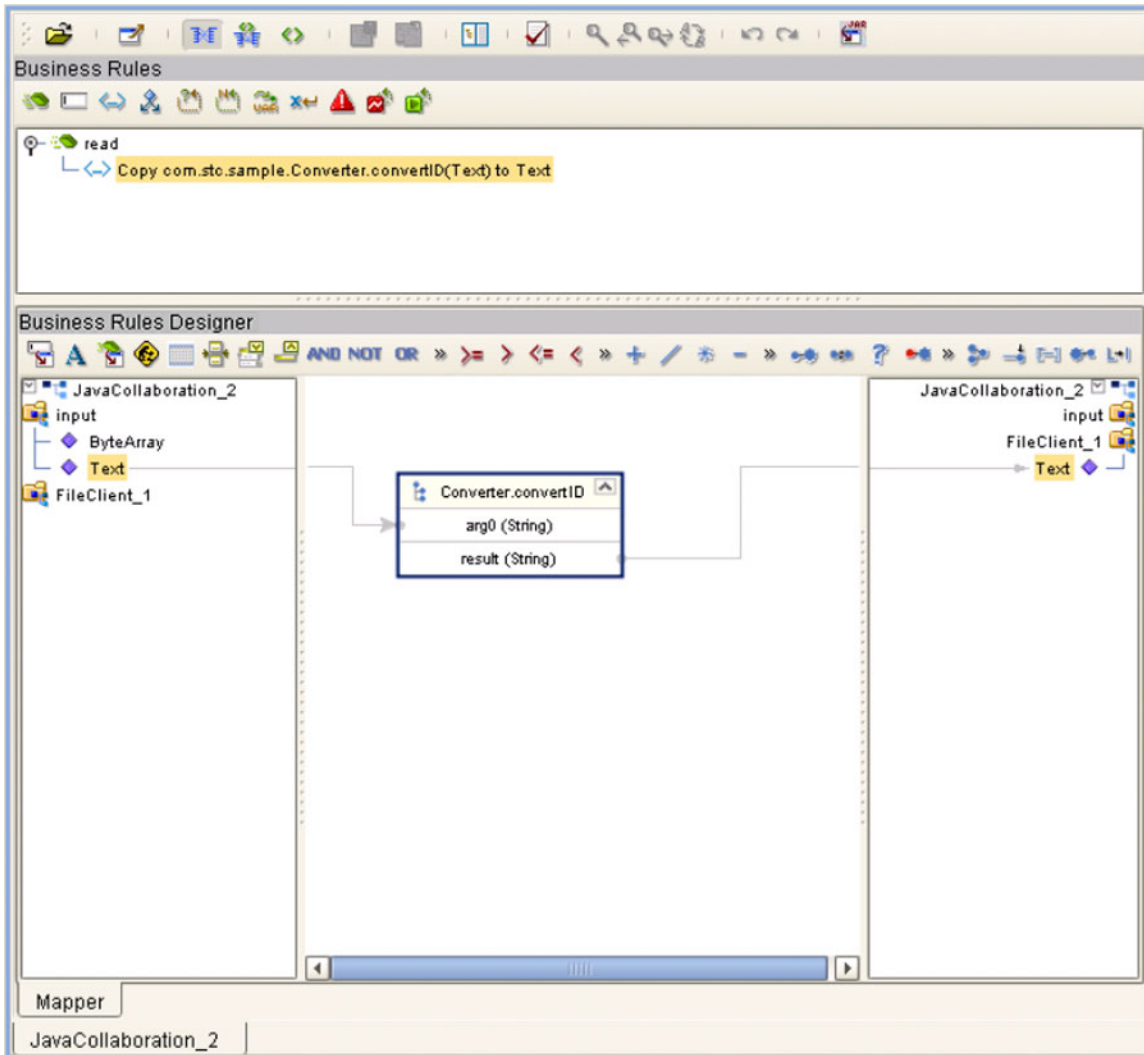 JAR
Business Rules
read
Copy com.stc.sample.Converter.convertID(Text) to Text
Business Rules Designer
A AND NOT OR » >= > <= < » + / - » ? » »
JavaCollaboration_2
input
ByteArray
Text
FileClient_1
Converter.convertID
arg0 (String)
result (String)
JavaCollaboration_2
input
FileClient_1
Text
Mapper
JavaCollaboration_2